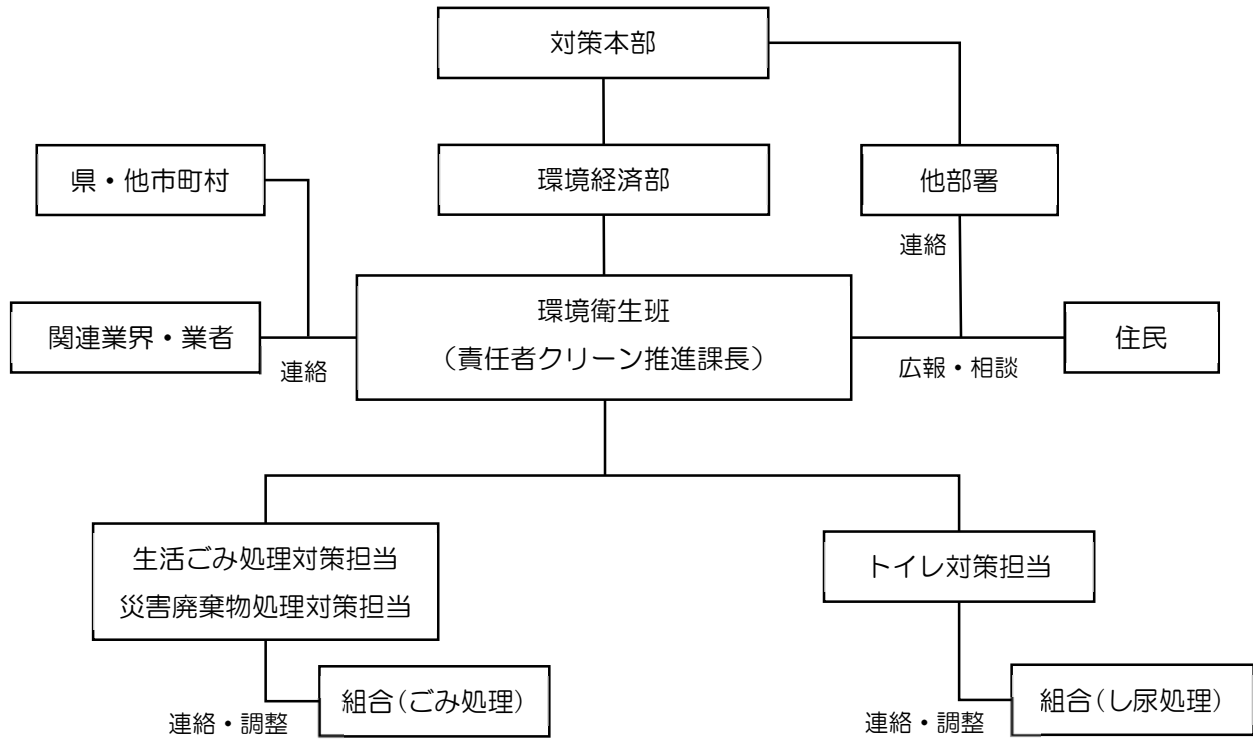 対策本部
県・他市町村
環境経済部
他部署
連絡
関連業界・業者
連絡
環境衛生班
（責任者クリーン推進課長）
広報・相談
住民
生活ごみ処理対策担当
災害廃棄物処理対策担当
トイレ対策担当
組合（ごみ処理）
連絡・調整
組合（し尿処理）
連絡・調整